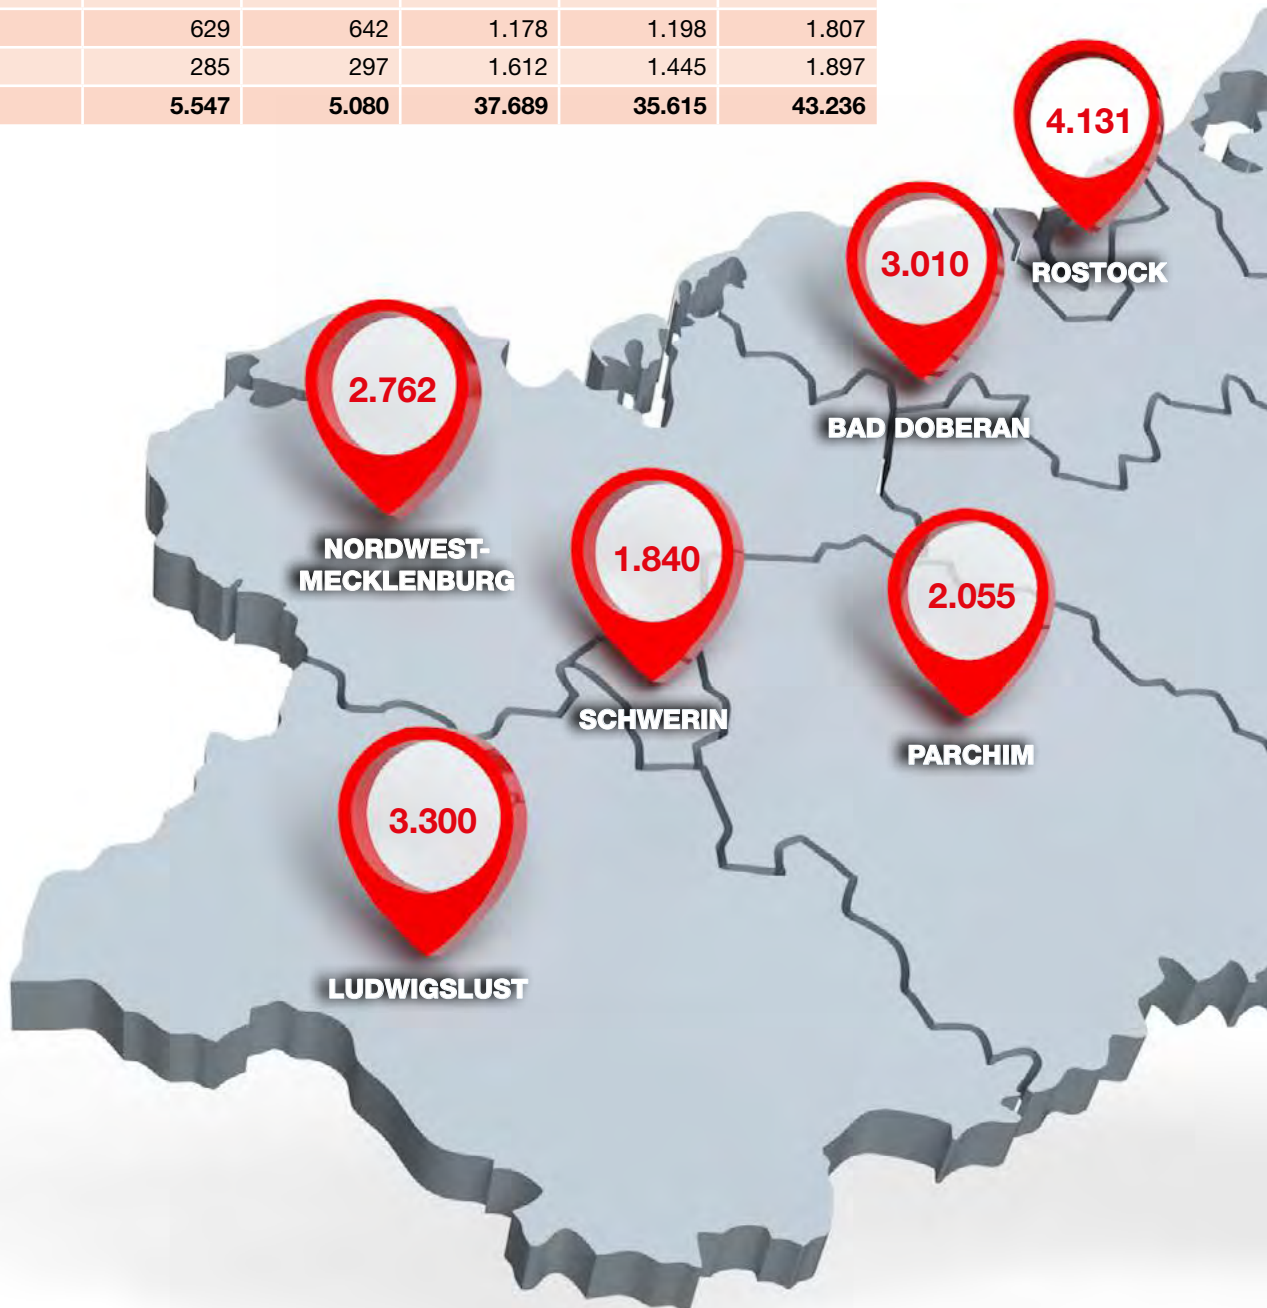 629 642 1.178 1.198 1.807
285 297 1.612 1.445 1.897
5.547 5.080 37.689 35.615 43.236
4.131
ROSTOCK
3.010
BAD DOBERAN
2.762
NORDWEST-
MECKLENBURG
1.840
SCHWERIN
2.055
PARCHIM
3.300
LUDWIGSLUST